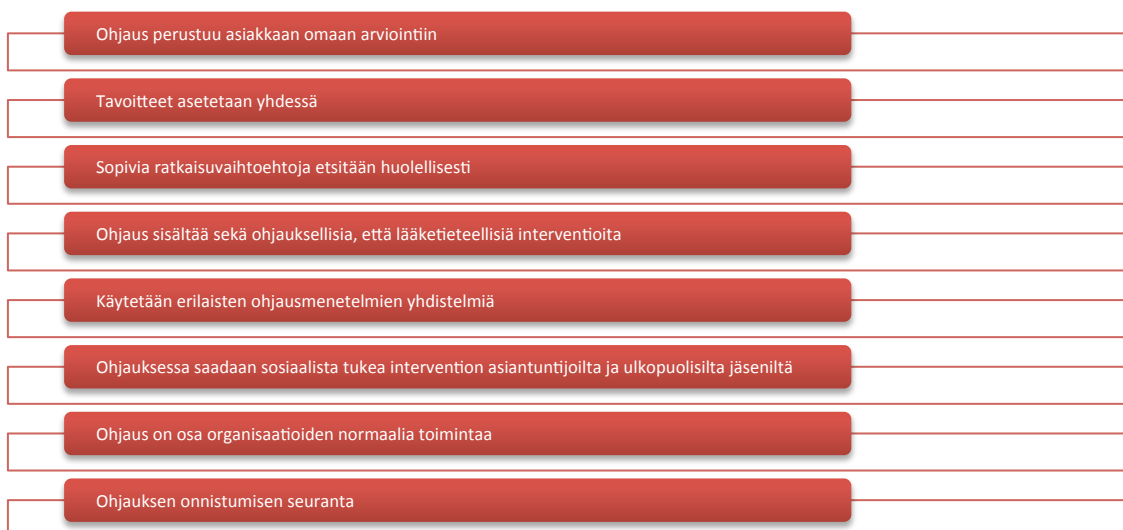 Ohjaus perustuu asiakkaan omaan arviointiin
Tavoitteet asetetaan yhdessä
Sopivia ratkaisuvaihtoehtoja etsitään huolellisesti
Ohjaus sisältää sekä ohjauksellisia, että lääketieteellisiä interventioita
Käytetään erilaisten ohjausmenetelmien yhdistelmiä
Ohjauksessa saadaan sosiaalista tukea intervention asiantuntijoilta ja ulkopuolisilta jäseniltä
Ohjaus on osa organisaatioiden normaalia toimintaa
Ohjauksen onnistumisen seuranta